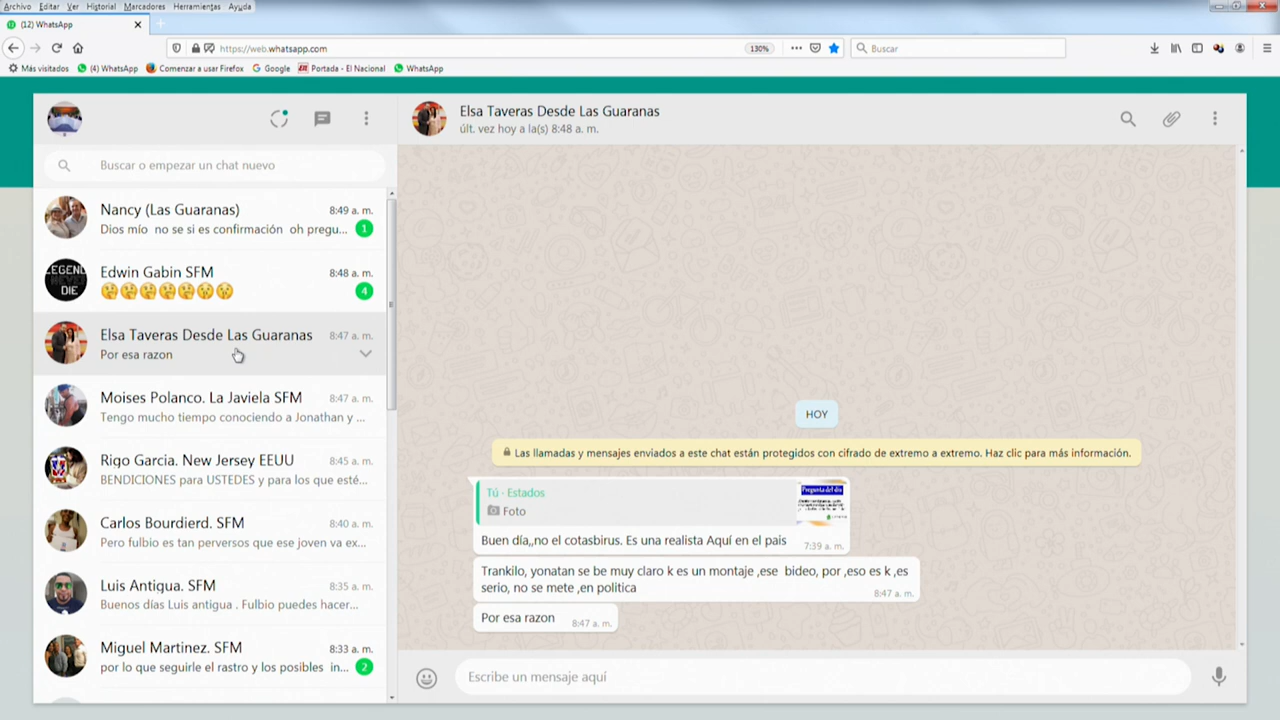 Archivo Editar Ver Historial Marcadores Herramientas Ayuda
(12) WhatsApp
https://web.whatsapp.com
130%
Buscar
Más visitados (4) WhatsApp Comenzar a usar Firefox Google Portada - El Nacional WhatsApp
Buscar o empezar un chat nuevo
Nancy (Las Guaranas) 8:49 a. m.
Dios mío no se si es confirmación oh pregu... 1
LEGENDS
NEVER
DIE
Edwin Gabin SFM 8:48 a. m.
🤔🤔🤔🤔🤔🤔🤔 4
Elsa Taveras Desde Las Guaranas 8:47 a. m.
Por esa razon
Moises Polanco. La Javiela SFM 8:47 a. m.
Tengo mucho tiempo conociendo a Jonathan y ...
Rigo Garcia. New Jersey EEUU 8:45 a. m.
BENDICIONES para USTEDES y para los que esté...
Carlos Bourdierd. SFM 8:40 a. m.
Pero fulbio es tan perversos que ese joven va ex...
Luis Antigua. SFM 8:35 a. m.
Buenos días Luis antigua . Fulbio puedes hacer...
Miguel Martinez. SFM 8:33 a. m.
por lo que seguirle el rastro y los posibles in... 2
Elsa Taveras Desde Las Guaranas
últ. vez hoy a la(s) 8:48 a. m.
HOY
Las llamadas y mensajes enviados a este chat están protegidos con cifrado de extremo a extremo. Haz clic para más información.
Tú · Estados
Foto
Pregunta del día
Buen día,,no el cotasbirus. Es una realista Aquí en el pais
7:39 a. m.
Trankilo, yonatan se be muy claro k es un montaje ,ese bideo, por ,eso es k ,es
serio, no se mete ,en politica
8:47 a. m.
Por esa razon 8:47 a. m.
Escribe un mensaje aquí